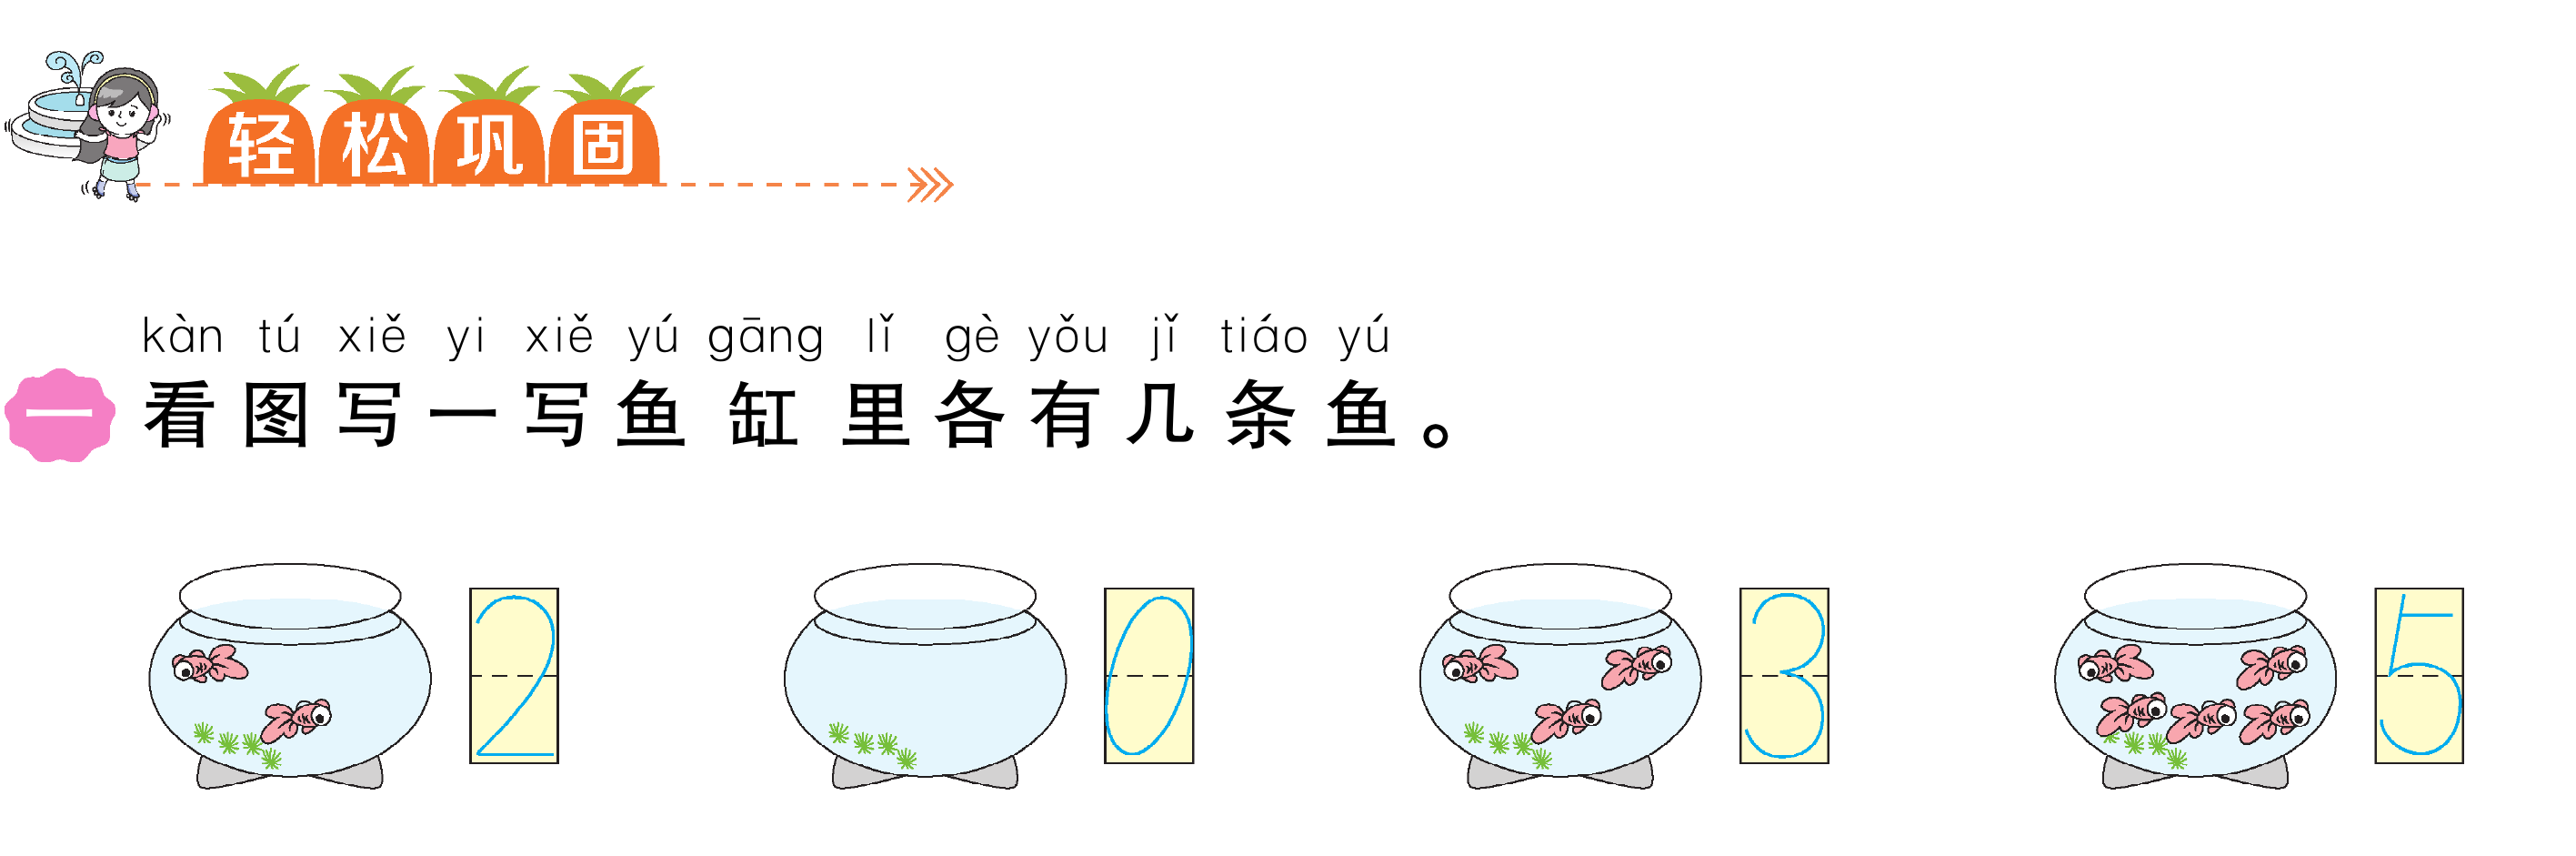 轻松巩固
kàn tú xiě yi xiě yú gāng lǐ gè yǒu jǐ tiáo yú
一 看图写一写鱼缸里各有几条鱼。
2 0 3 5